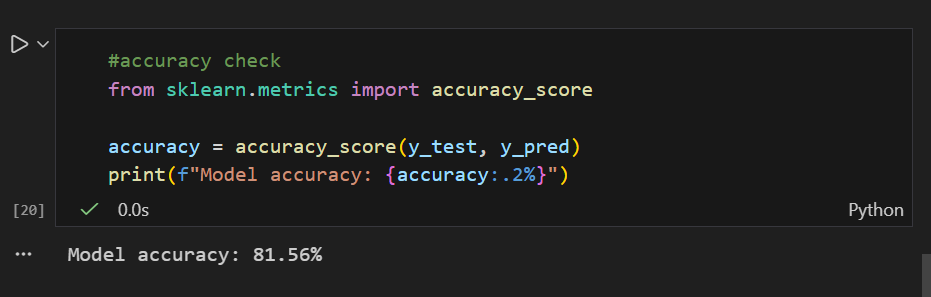 #accuracy check
from sklearn.metrics import accuracy_score
accuracy = accuracy_score(y_test, y_pred)
print(f"Model accuracy: {accuracy:.2%}")
[20]
0.0s
Python
Model accuracy: 81.56%